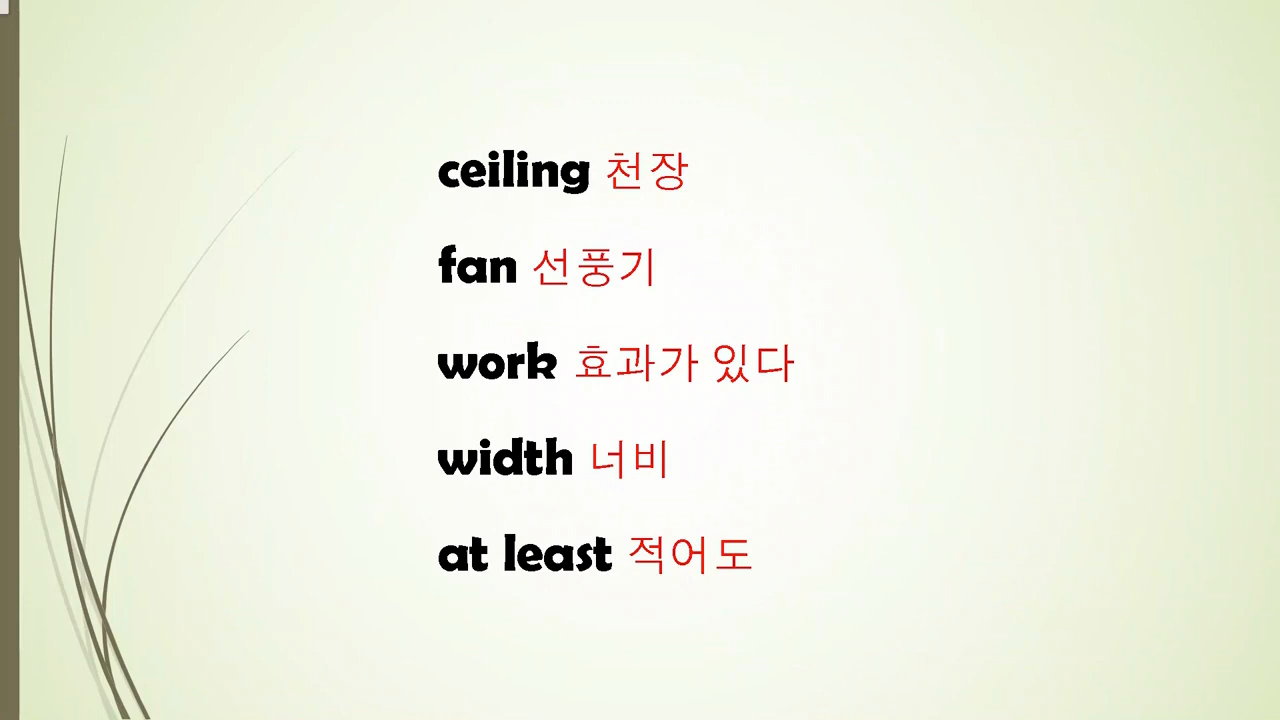 ceiling 천장
fan 선풍기
work 효과가 있다
width 너비
at least 적어도